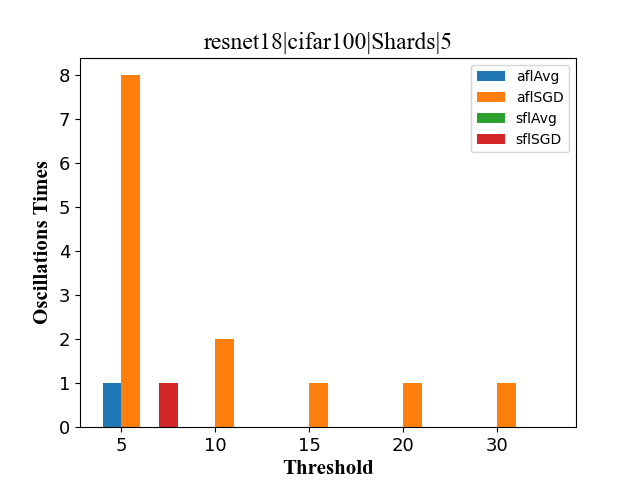 resnet18|cifar100|Shards|5
aflAvg
aflSGD
sflAvg
sflSGD
Oscillations Times
8
7
6
5
4
3
2
1
0
5 10 15 20 30
Threshold